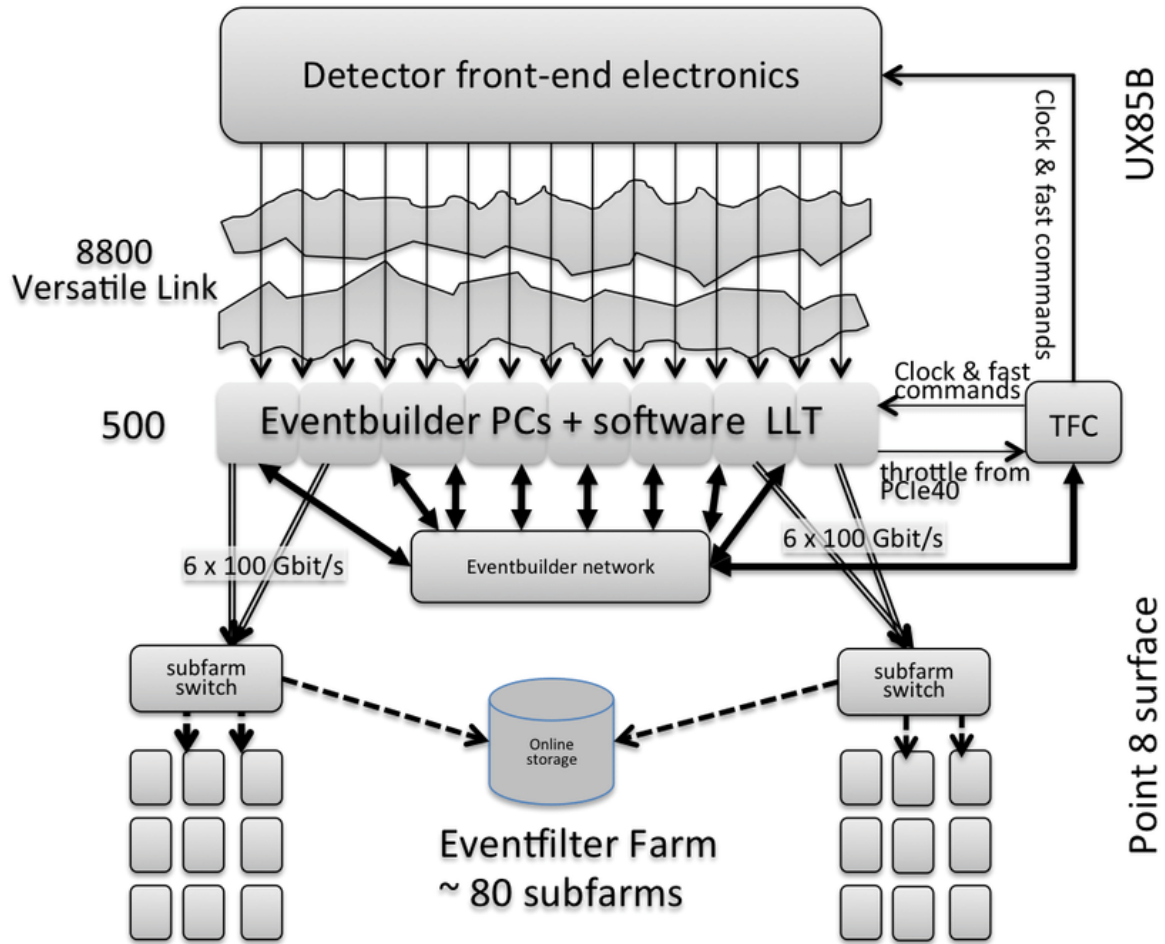 Detector front-end electronics
UX85B
Clock & fast commands
8800
Versatile Link
500
Eventbuilder PCs + software LLT
Clock & fast
commands
TFC
throttle from
PCIe40
6 x 100 Gbit/s
Eventbuilder network
6 x 100 Gbit/s
subfarm
switch
subfarm
switch
Online
storage
Point 8 surface
Eventfilter Farm
~ 80 subfarms